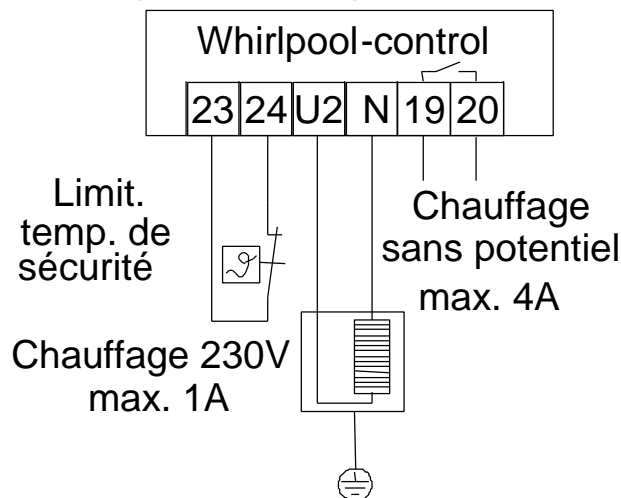 Whirlpool-control
23 24 U2 N 19 20
Limit.
temp. de
sécurité
Chauffage
sans potentiel
max. 4A
Chauffage 230V
max. 1A